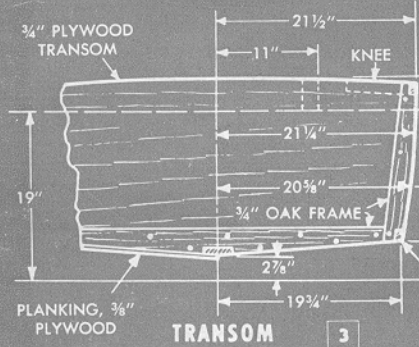 ¾" PLYWOOD
TRANSOM
21½"
11"
KNEE
21¼"
19"
20⅝"
¾" OAK FRAME
2⅞"
PLANKING, ⅜"
PLYWOOD
19¾"
TRANSOM
3